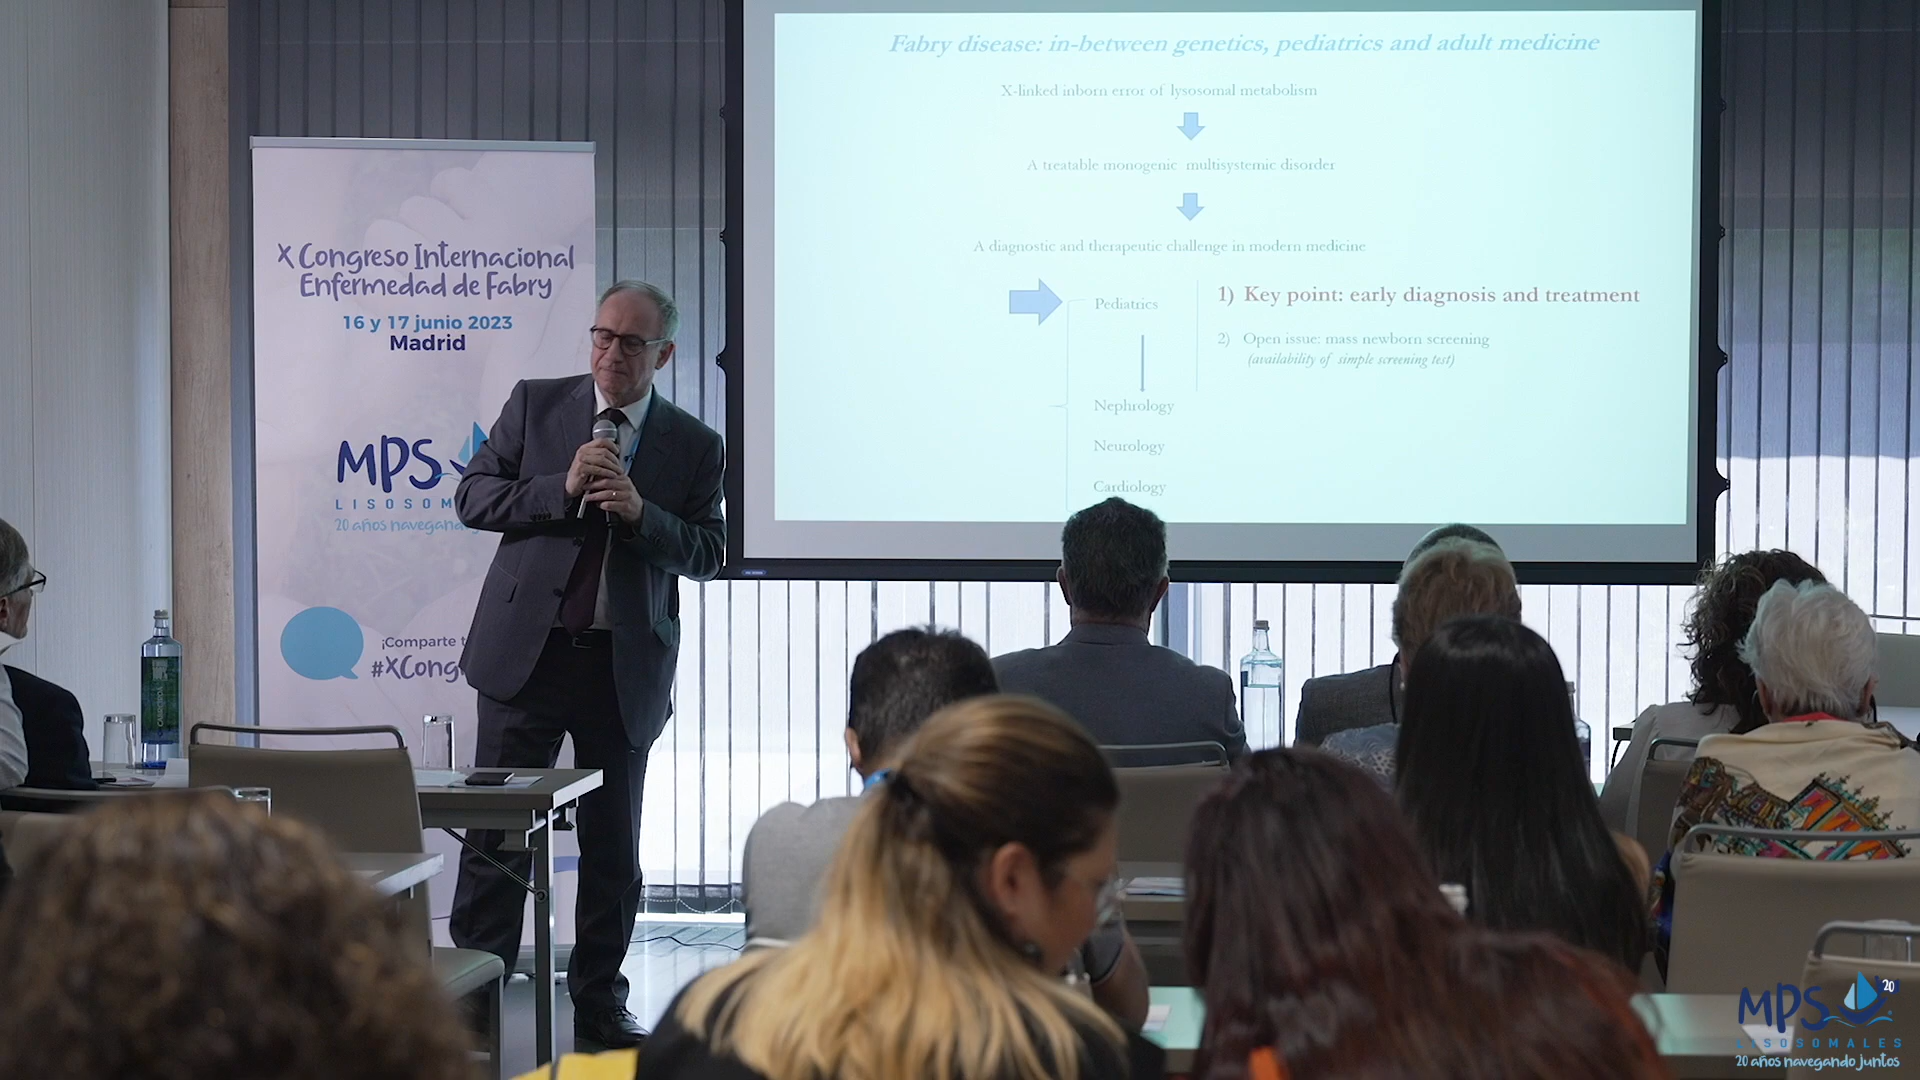 Fabry disease: in-between genetics, pediatrics and adult medicine
X-linked inborn error of lysosomal metabolism
A treatable monogenic multisystemic disorder
A diagnostic and therapeutic challenge in modern medicine
Pediatrics
1) Key point: early diagnosis and treatment
2) Open issue: mass newborn screening
(availability of simple screening test)
Nephrology
Neurology
Cardiology
X Congreso Internacional
Enfermedad de Fabry
16 y 17 junio 2023
Madrid
MPS
20 años
¡Comparte
MPS 20
LISOSOMALES
20 años navegando juntos